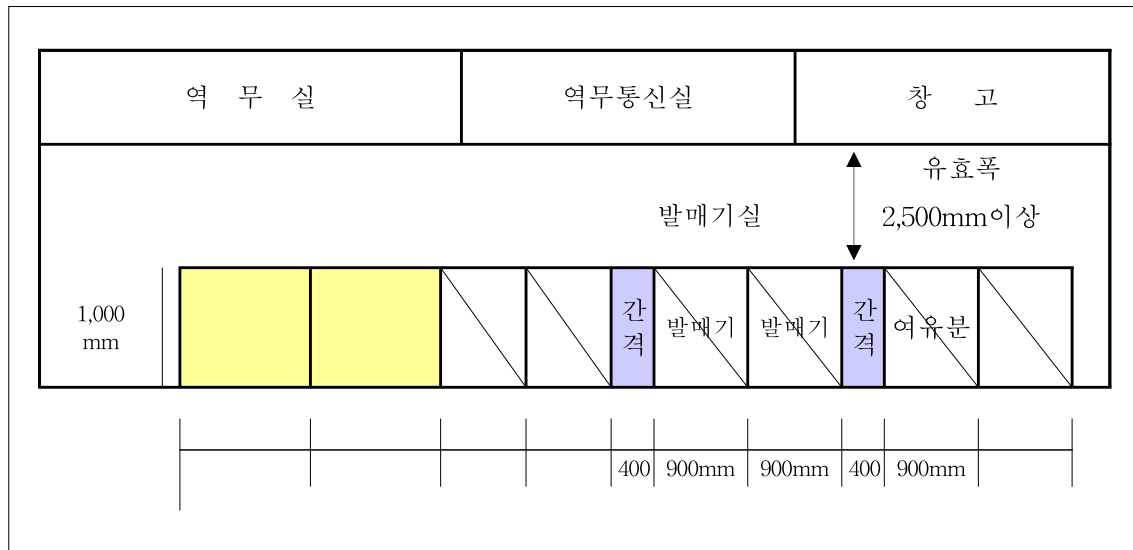 역 무 실
역무통신실
창 고
유효폭
발매기실
2,500mm이상
1,000
mm
간
격
발매기
발매기
간
격
여유분
400
900mm
900mm
400
900mm